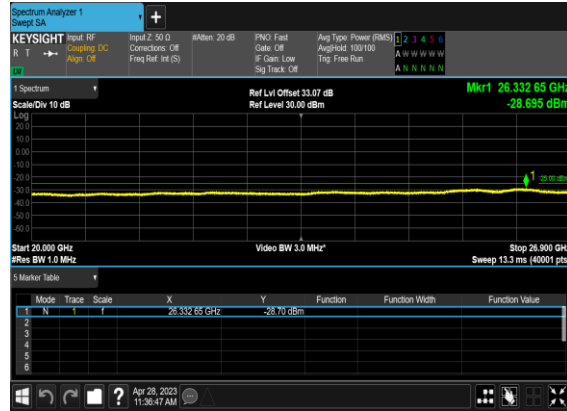 Spectrum Analyzer 1
Swept SA
+
KEYSIGHT Input: RF Input Z: 50 Ω #Atten: 20 dB PNO: Fast Avg Type: Power (RMS) 1 2 3 4 5 6
R T Coupling: DC Corrections: Off Gate: Off Avg|Hold: 100/100 A W W W W W
Align: Off Freq Ref: Int (S) IF Gain: Low Trig: Free Run
Sig Track: Off A N N N N N
1 Spectrum Ref Lvl Offset 33.07 dB Mkr1 26.332 65 GHz
Scale/Div 10 dB Ref Level 30.00 dBm -28.695 dBm
Log
20.0
10.0
0.00
-10.0
1 -25.00 dBm
-20.0
-30.0
-40.0
-50.0
-60.0
Start 20.000 GHz Video BW 3.0 MHz* Stop 26.900 GHz
#Res BW 1.0 MHz Sweep 13.3 ms (40001 pts)
5 Marker Table
Mode Trace Scale X Y Function Function Width Function Value
1 N 1 f 26.332 65 GHz -28.70 dBm
2
3
4
5
6
? Apr 28, 2023
11:36:47 AM